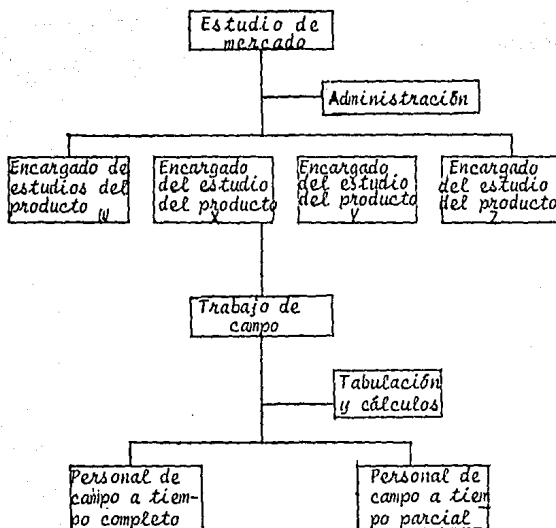 Estudio de
mercado
Administración
Encargado de
estudios del
producto W
Encargado
del estudio
del producto
X
Encargado
del estudio
del producto
Y
Encargado
del estudio
del producto
Z
Trabajo de
campo
Tabulación
y cálculos
Personal de
campo a tiem-
po completo
Personal de
campo a tiem
po parcial